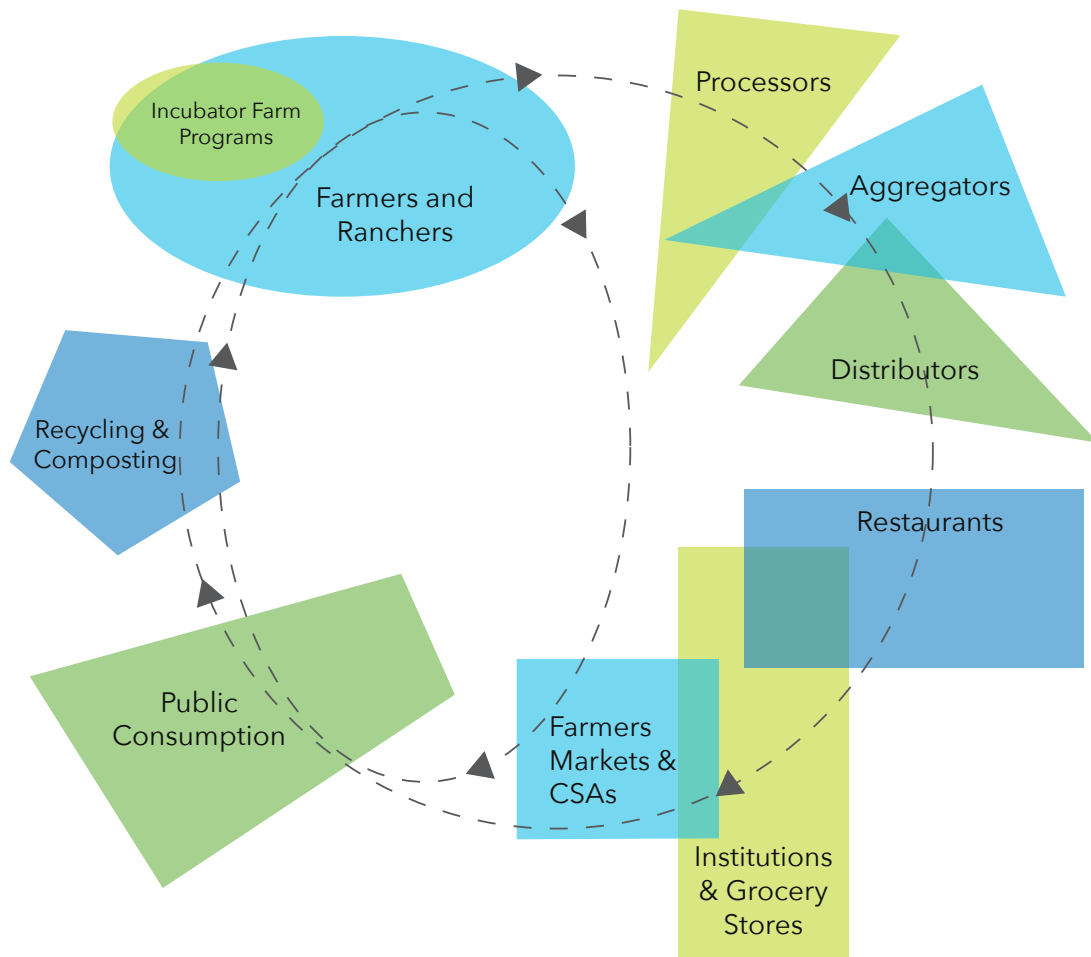 Incubator Farm
Programs
Farmers and
Ranchers
Processors
Aggregators
Distributors
Restaurants
Institutions
& Grocery
Stores
Farmers
Markets &
CSAs
Public
Consumption
Recycling &
Composting